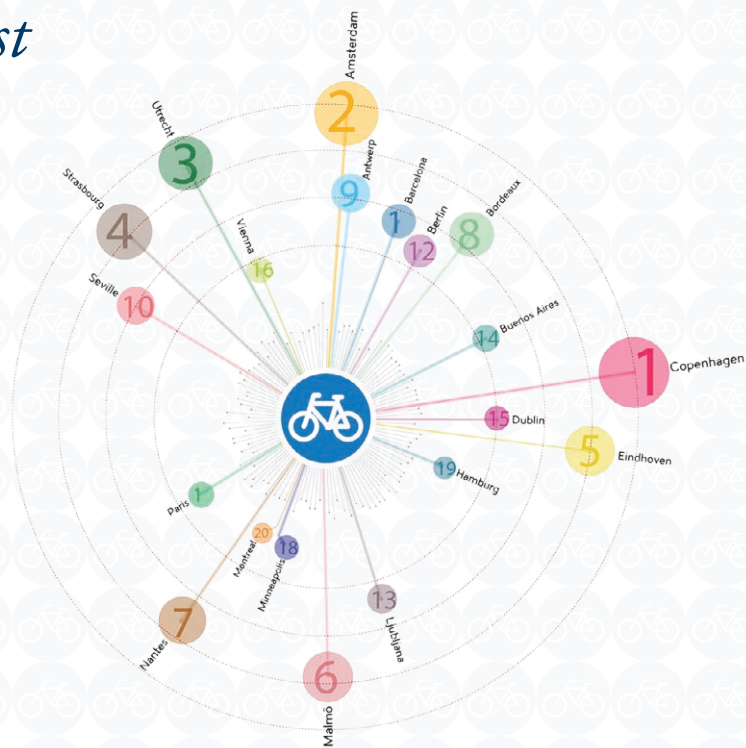 st
2
Amsterdam
Utrecht
3
Antwerp
9
Barcelona
1
Berlin
12
Bordeaux
8
Strasbourg
4
Vienna
16
Seville
10
Buenos Aires
14
1
Copenhagen
15
Dublin
5
Eindhoven
19
Hamburg
1
Paris
20
Montreal
18
Minneapolis
13
Ljubljana
7
Nantes
6
Malmö